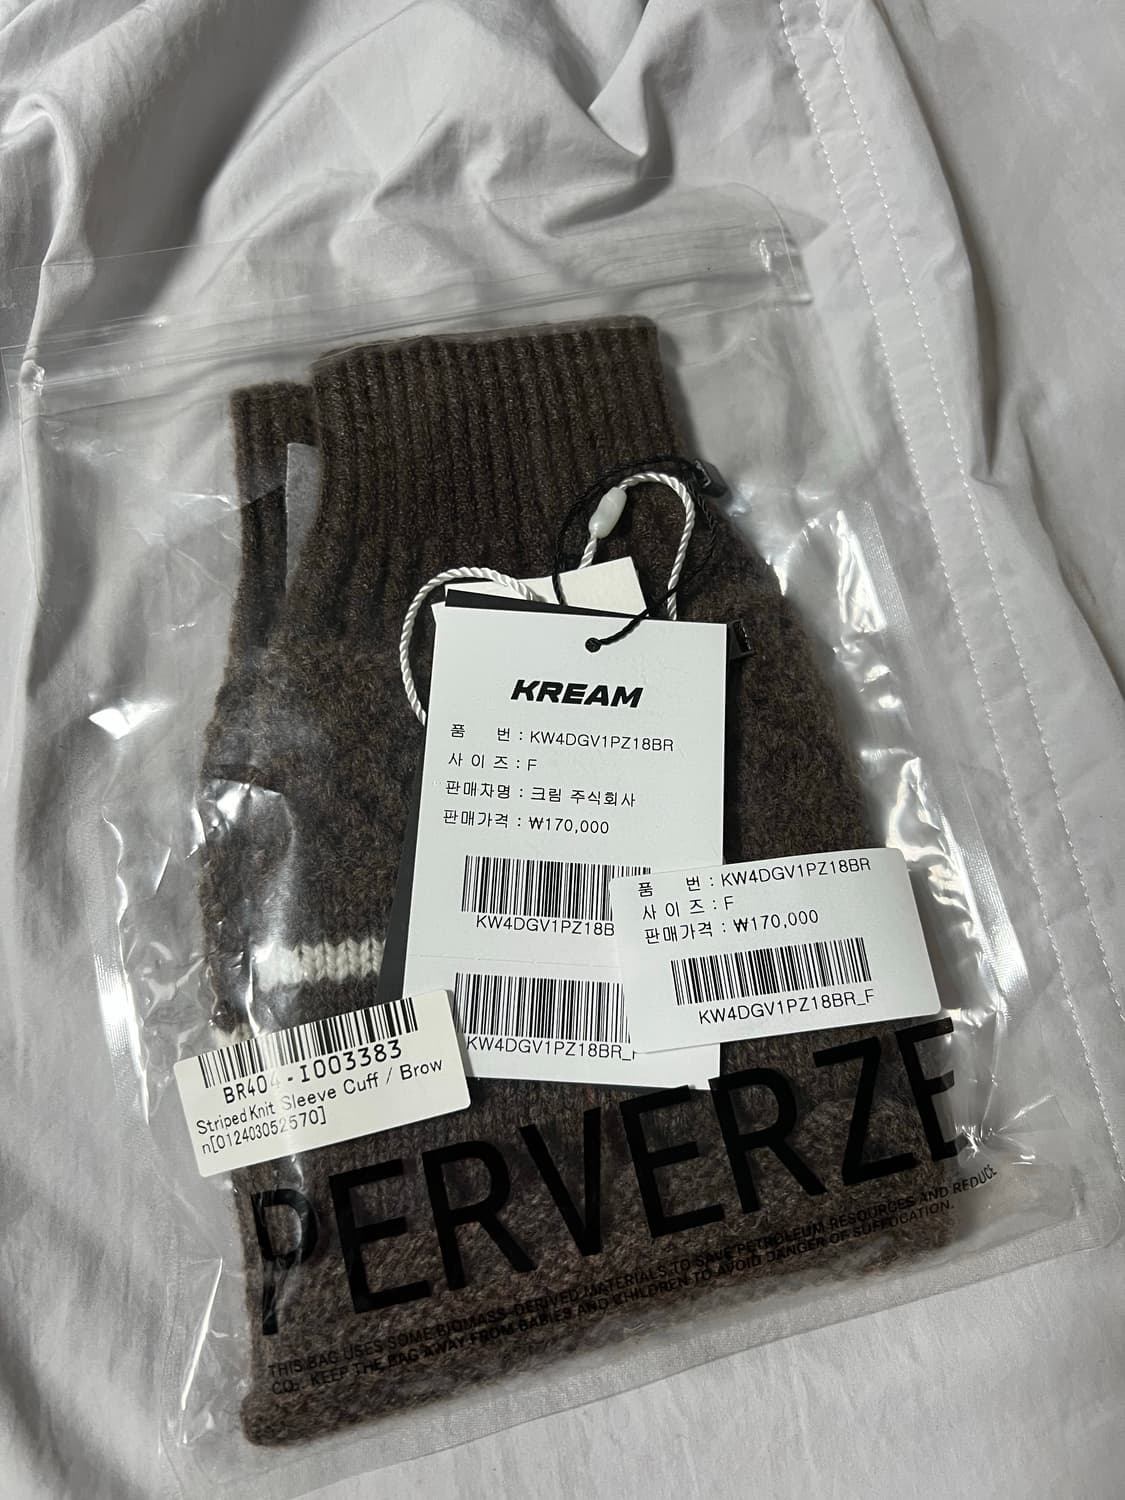 KREAM
품 번 : KW4DGV1PZ18BR
사 이 즈 : F
판매자명 : 크림 주식회사
판매가격 : ₩170,000
KW4DGV1PZ18B
KW4DGV1PZ18BR_F
품 번 : KW4DGV1PZ18BR
사 이 즈 : F
판매가격 : ₩170,000
KW4DGV1PZ18BR_F
BR404-I003383
Striped Knit Sleeve Cuff / Brow
n[012403052570]
PERVERZE
THIS BAG USES SOME BIOMASS-DERIVED MATERIALS TO SAVE PETROLEUM RESOURCES AND REDUCE
CO₂. KEEP THE BAG AWAY FROM BABIES AND CHILDREN TO AVOID DANGER OF SUFFOCATION.